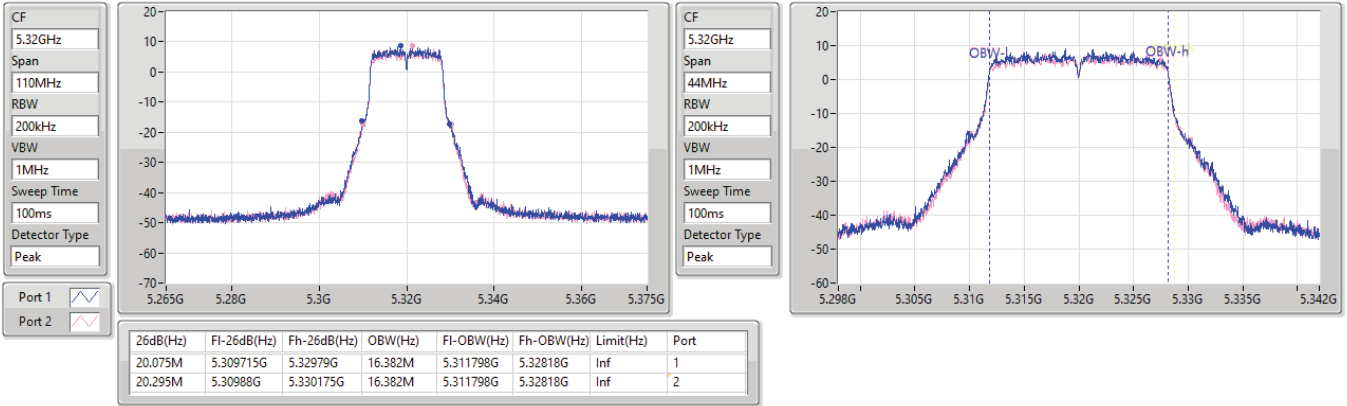 CF
5.32GHz
Span
110MHz
RBW
200kHz
VBW
1MHz
Sweep Time
100ms
Detector Type
Peak
Port 1
Port 2
20
10
0
-10
-20
-30
-40
-50
-60
-70
5.265G 5.28G 5.3G 5.32G 5.34G 5.36G 5.375G
CF
5.32GHz
Span
44MHz
RBW
200kHz
VBW
1MHz
Sweep Time
100ms
Detector Type
Peak
20
10
0
-10
-20
-30
-40
-50
-60
OBW-l OBW-h
5.298G 5.305G 5.31G 5.315G 5.32G 5.325G 5.33G 5.335G 5.342G
26dB(Hz) Fl-26dB(Hz) Fh-26dB(Hz) OBW(Hz) Fl-OBW(Hz) Fh-OBW(Hz) Limit(Hz) Port
20.075M 5.309715G 5.32979G 16.382M 5.311798G 5.32818G Inf 1
20.295M 5.30988G 5.330175G 16.382M 5.311798G 5.32818G Inf 2